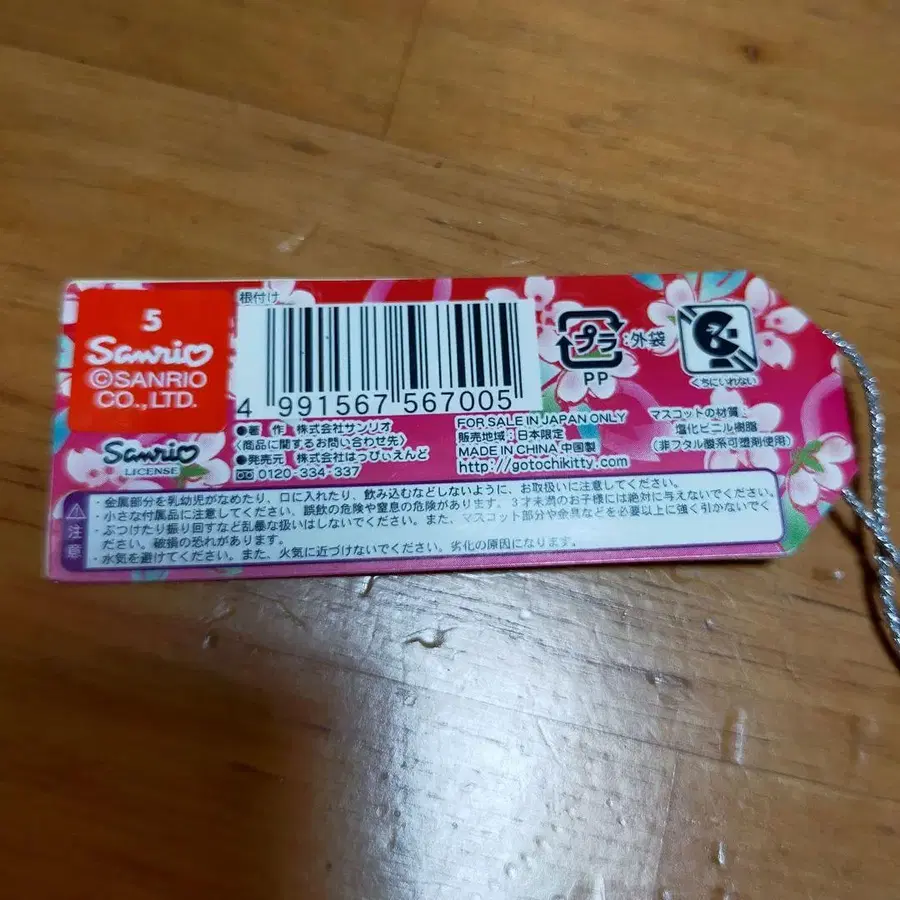 5
Sanrio
©SANRIO
CO.,LTD.
Sanrio
LICENSE
根付け
4 991567 567005
●著 作 株式会社サンリオ
〈商品に関するお問い合わせ先〉
●発売元 株式会社はっぴぃえんど
0120-334-337
FOR SALE IN JAPAN ONLY
販売地域:日本限定
MADE IN CHINA 中国製
http://gotochikitty.com
プラ
PP
:外袋
くちにいれない
マスコットの材質:
塩化ビニル樹脂
(非フタル酸系可塑剤使用)
注意
・金属部分を乳幼児がなめたり、口に入れたり、飲み込むなどしないように、お取扱いに注意してください。
・小さな付属品に注意してください、誤飲の危険や窒息の危険があります。3才未満のお子様には絶対に与えないでください。
・ぶつけたり振り回すなど乱暴な扱いはしないでください。また、マスコット部分や金具などを必要以上に強く引かないでく
ださい。破損の恐れがあります。
・水気を避けてください。また、火気に近づけないでください。劣化の原因になります。